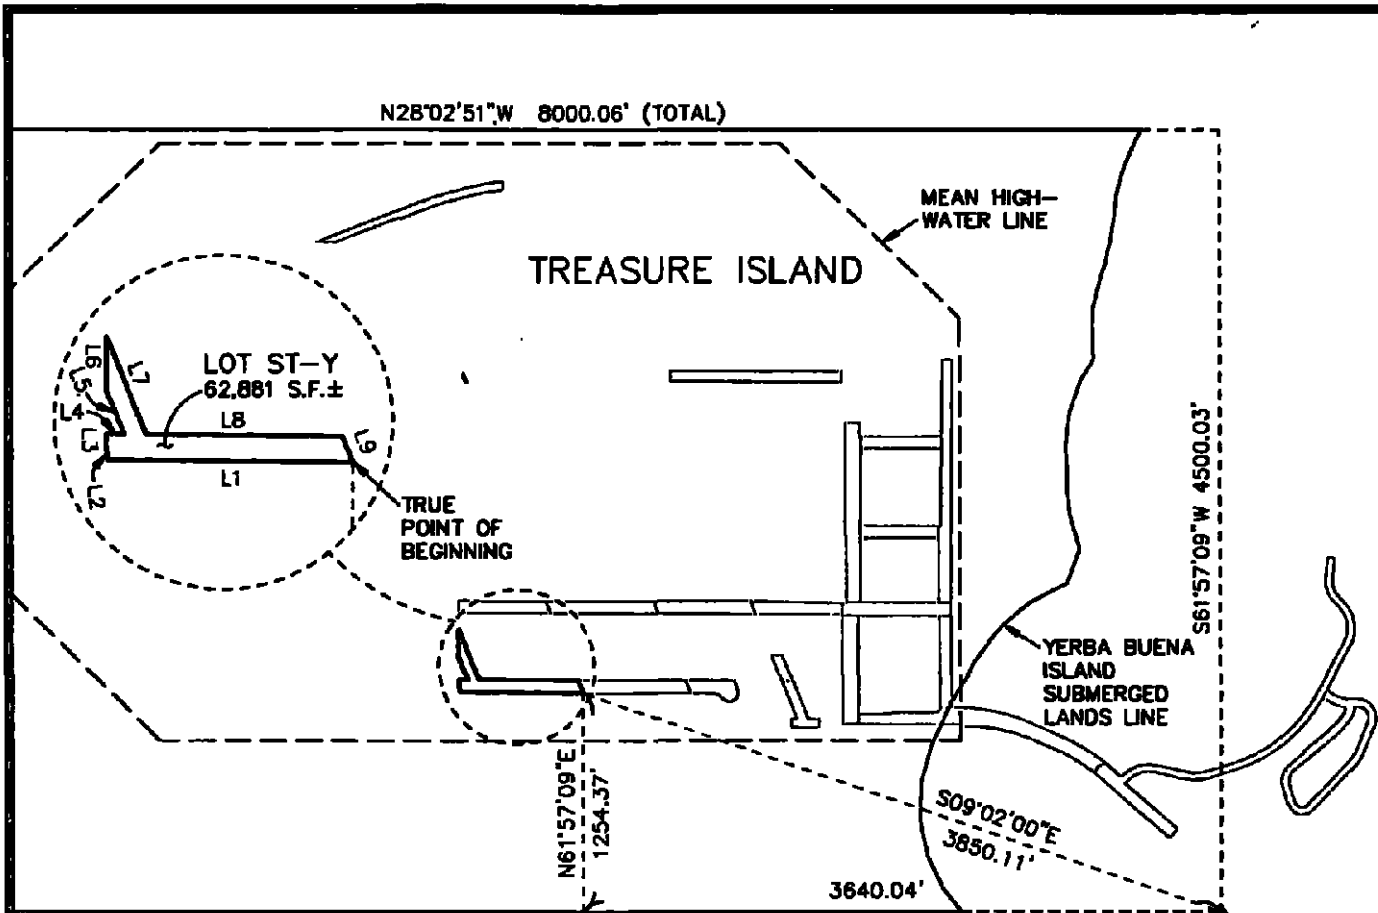 N28°02'51"W 8000.06' (TOTAL)
MEAN HIGH-
WATER LINE
TREASURE ISLAND
LOT ST-Y
62,881 S.F.±
L6
L7
L5
L4
L8
L3
L9
L1
L2
TRUE
POINT OF
BEGINNING
S61°57'09"W 4500.03'
YERBA BUENA
ISLAND
SUBMERGED
LANDS LINE
N61°57'09"E
1254.37'
S09°02'00"E
3850.11'
3640.04'